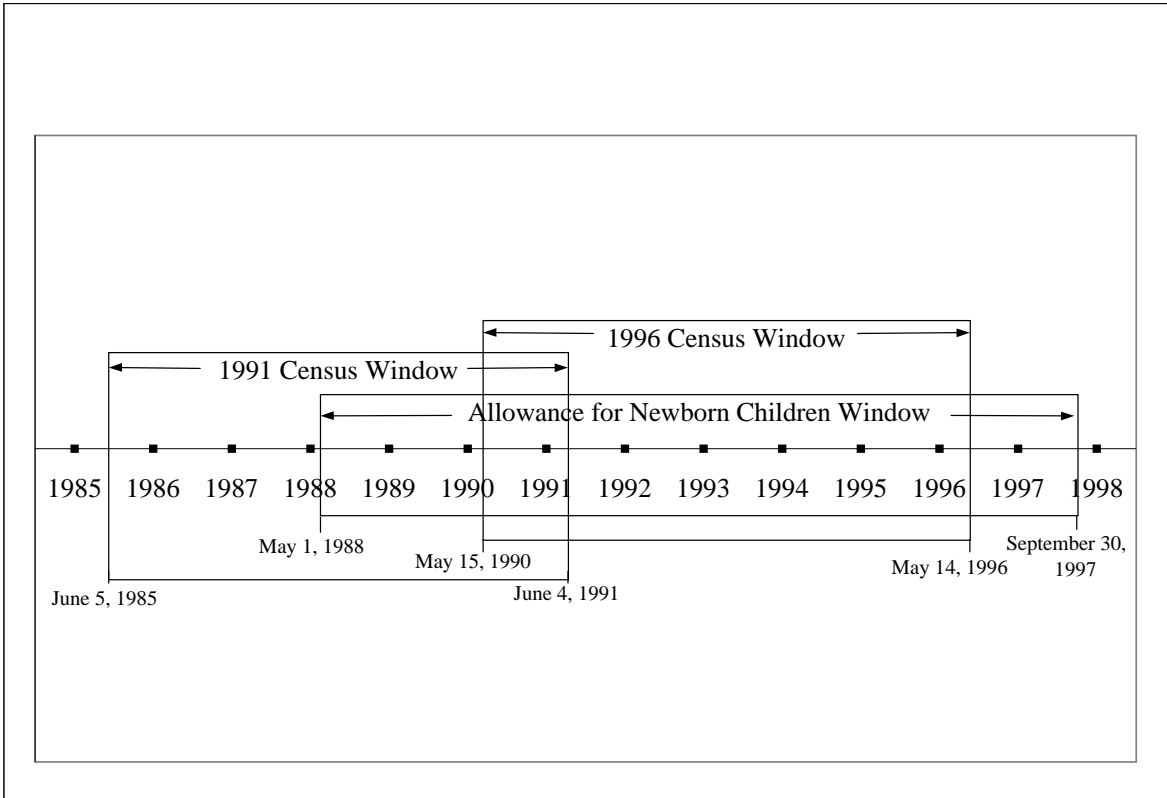 1996 Census Window
1991 Census Window
Allowance for Newborn Children Window
1985 1986 1987 1988 1989 1990 1991 1992 1993 1994 1995 1996 1997 1998
May 1, 1988
May 15, 1990
May 14, 1996
September 30,
1997
June 5, 1985
June 4, 1991